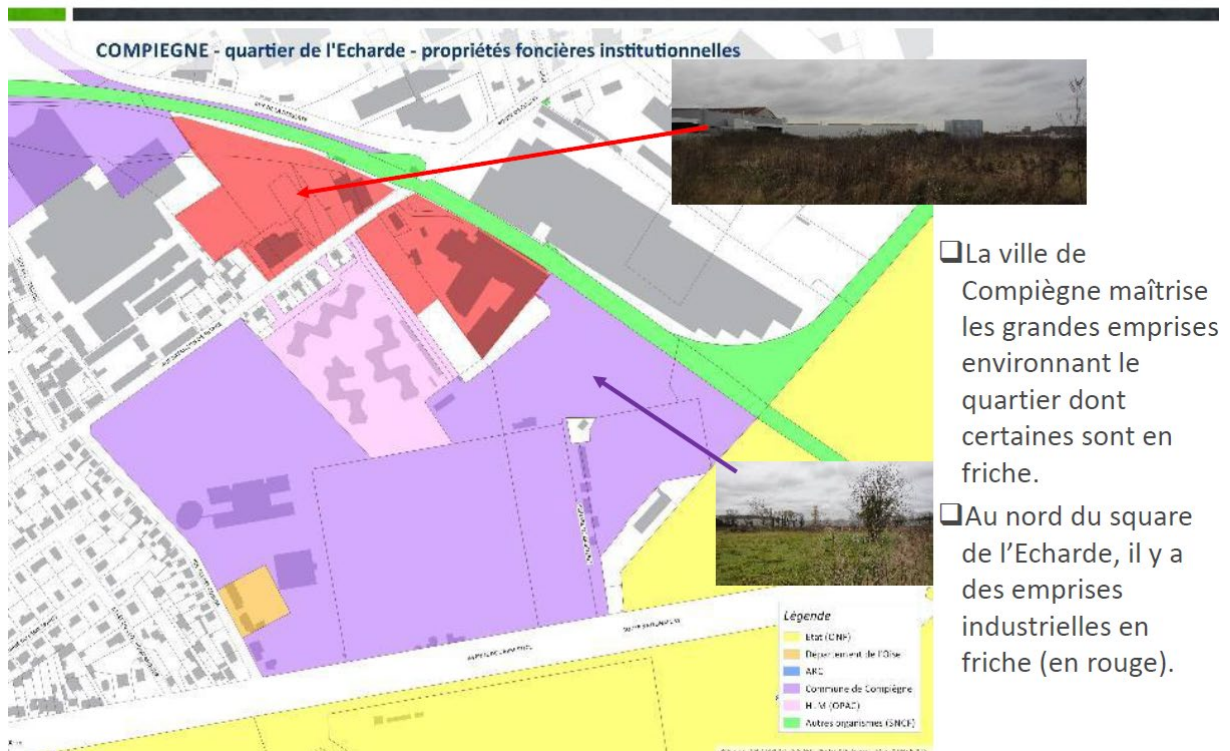 COMPIEGNE - quartier de l'Echarde - propriétés foncières institutionnelles
❑La ville de
Compiègne maîtrise
les grandes emprises
environnant le
quartier dont
certaines sont en
friche.
❑Au nord du square
de l’Echarde, il y a
des emprises
industrielles en
friche (en rouge).
Légende
Etat (ONF)
Département de l'Oise
ARC
Commune de Compiègne
HLM (OPAC)
Autres organismes (SNCF)